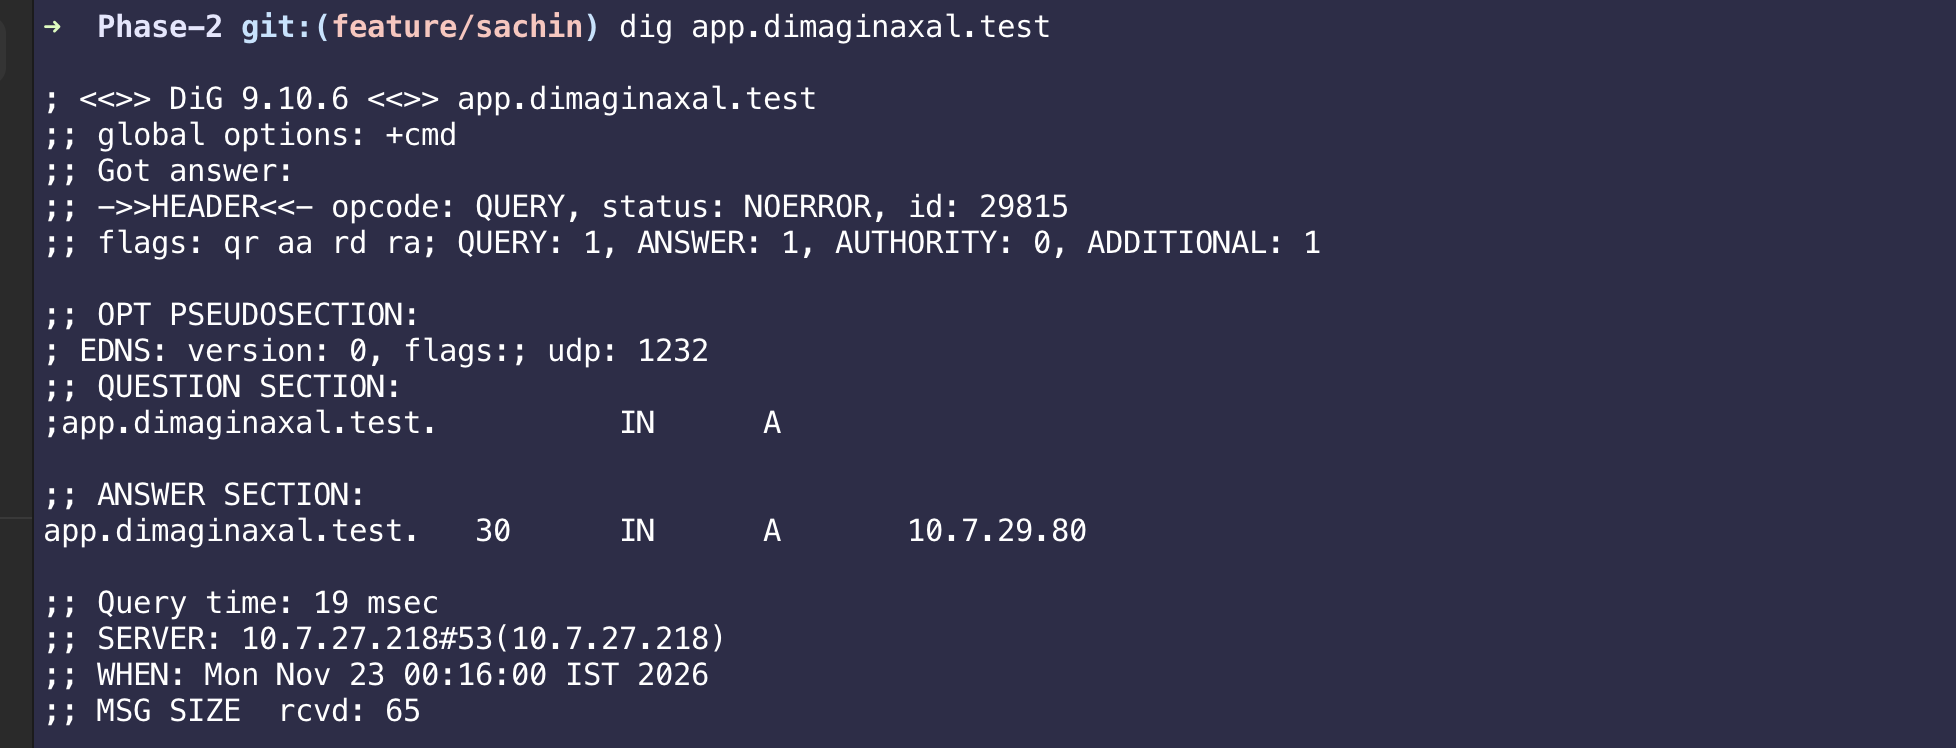 ➜  Phase-2 git:(feature/sachin) dig app.dimaginaxal.test
; <<>> DiG 9.10.6 <<>> app.dimaginaxal.test
;; global options: +cmd
;; Got answer:
;; ->>HEADER<<- opcode: QUERY, status: NOERROR, id: 29815
;; flags: qr aa rd ra; QUERY: 1, ANSWER: 1, AUTHORITY: 0, ADDITIONAL: 1
;; OPT PSEUDOSECTION:
; EDNS: version: 0, flags:; udp: 1232
;; QUESTION SECTION:
;app.dimaginaxal.test.          IN      A
;; ANSWER SECTION:
app.dimaginaxal.test.   30      IN      A       10.7.29.80
;; Query time: 19 msec
;; SERVER: 10.7.27.218#53(10.7.27.218)
;; WHEN: Mon Nov 23 00:16:00 IST 2026
;; MSG SIZE  rcvd: 65